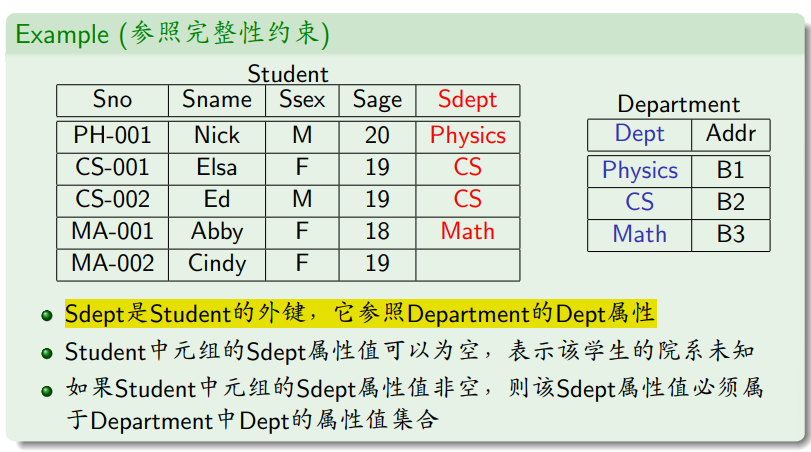 Example (参照完整性约束)
Student
Sno Sname Ssex Sage Sdept
PH-001 Nick M 20 Physics
CS-001 Elsa F 19 CS
CS-002 Ed M 19 CS
MA-001 Abby F 18 Math
MA-002 Cindy F 19
Department
Dept Addr
Physics B1
CS B2
Math B3
Sdept是Student的外键，它参照Department的Dept属性
Student中元组的Sdept属性值可以为空，表示该学生的院系未知
如果Student中元组的Sdept属性值非空，则该Sdept属性值必须属
于Department中Dept的属性值集合